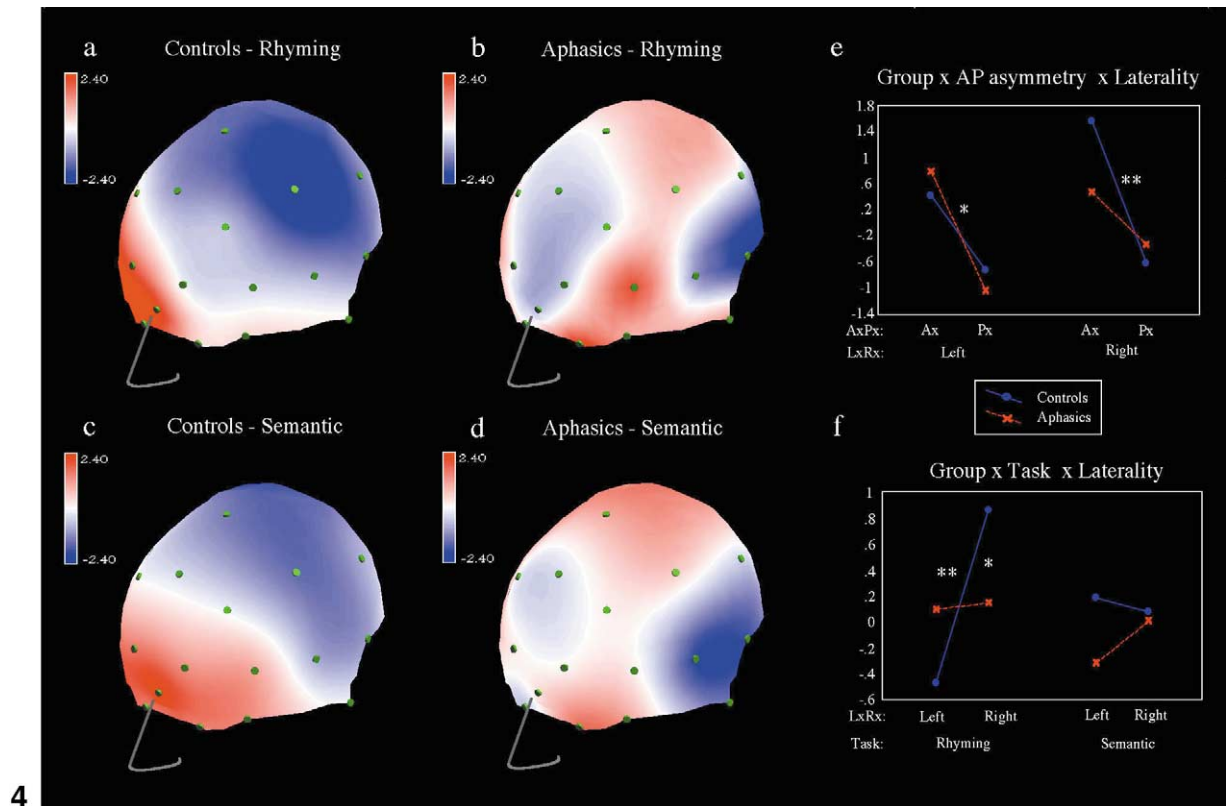 a
Controls - Rhyming
2.40
-2.40
b
Aphasics - Rhyming
2.40
-2.40
c
Controls - Semantic
2.40
-2.40
d
Aphasics - Semantic
2.40
-2.40
e
Group x AP asymmetry x Laterality
1.8
1.4
1
.6
.2
-.2
-.6
-1
-1.4
*
**
AxPx: Ax Px Ax Px
LxRx: Left Right
Controls
Aphasics
f
Group x Task x Laterality
1
.8
.6
.4
.2
0
-.2
-.4
-.6
** *
LxRx: Left Right Left Right
Task: Rhyming Semantic
4